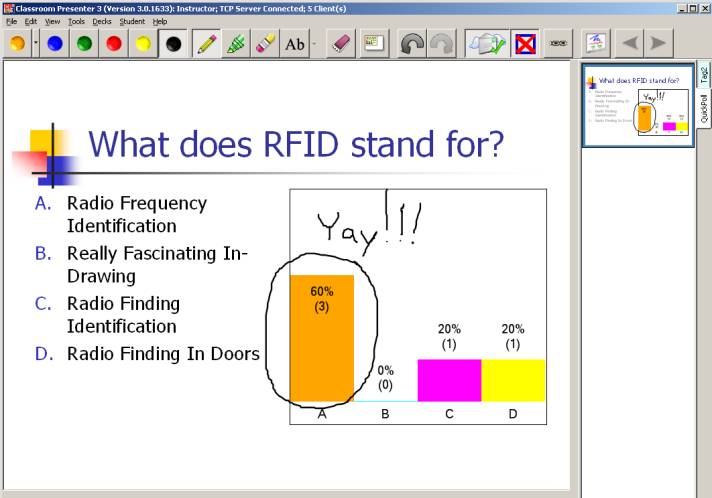 Classroom Presenter 3 (Version 3.0.1633): Instructor; TCP Server Connected; 5 Client(s)
File Edit View Tools Decks Student Help
Ab
What does RFID stand for?
A. Radio Frequency
Identification
B. Really Fascinating In-
Drawing
C. Radio Finding
Identification
D. Radio Finding In Doors
Yay!!!
60%
(3)
0%
(0)
20%
(1)
20%
(1)
A B C D
What does RFID stand for?
A. Radio Frequency
Identification
B. Really Fascinating In-
Drawing
C. Radio Finding
Identification
D. Radio Finding In Doors
Yay!!!
Tag2
QuickPoll